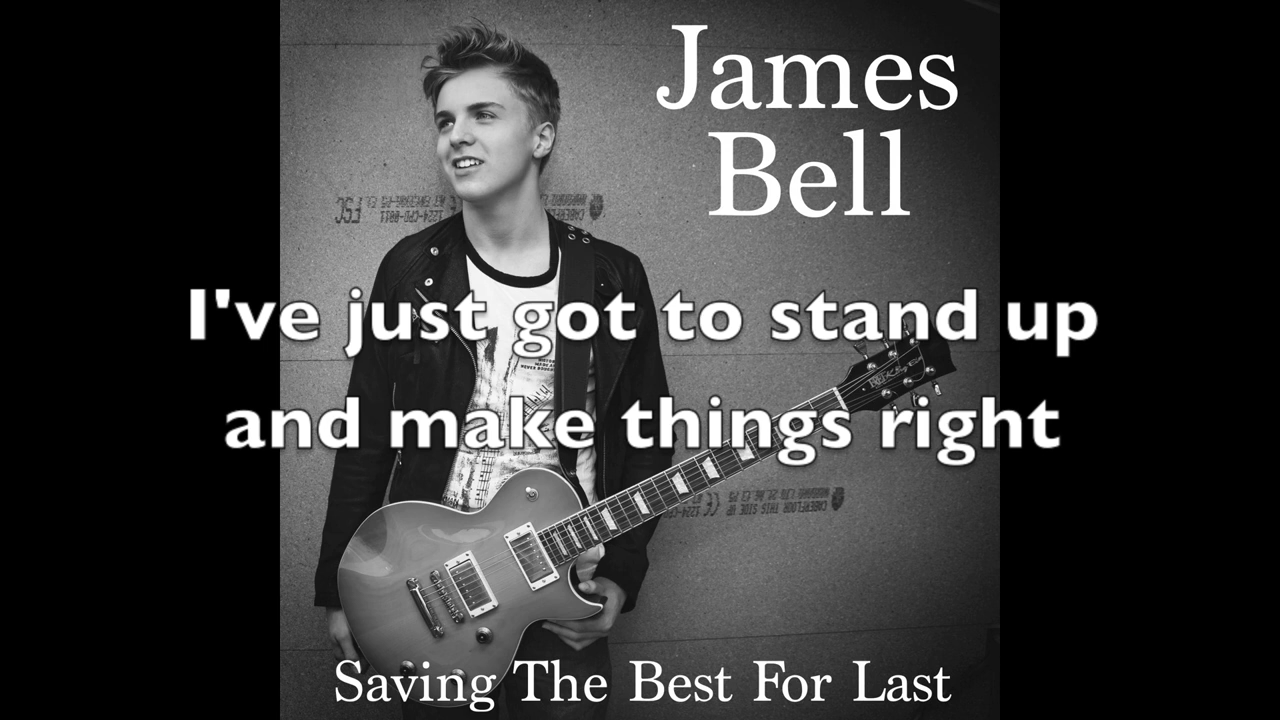 James
Bell
I've just got to stand up
and make things right
Saving The Best For Last